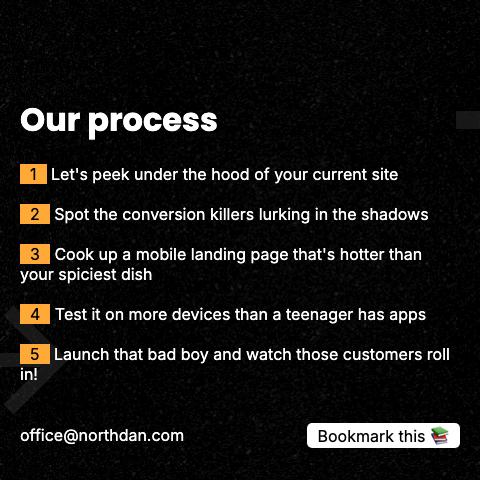 Our process
1 Let's peek under the hood of your current site
2 Spot the conversion killers lurking in the shadows
3 Cook up a mobile landing page that's hotter than
your spiciest dish
4 Test it on more devices than a teenager has apps
5 Launch that bad boy and watch those customers roll
in!
office@northdan.com
Bookmark this 📚